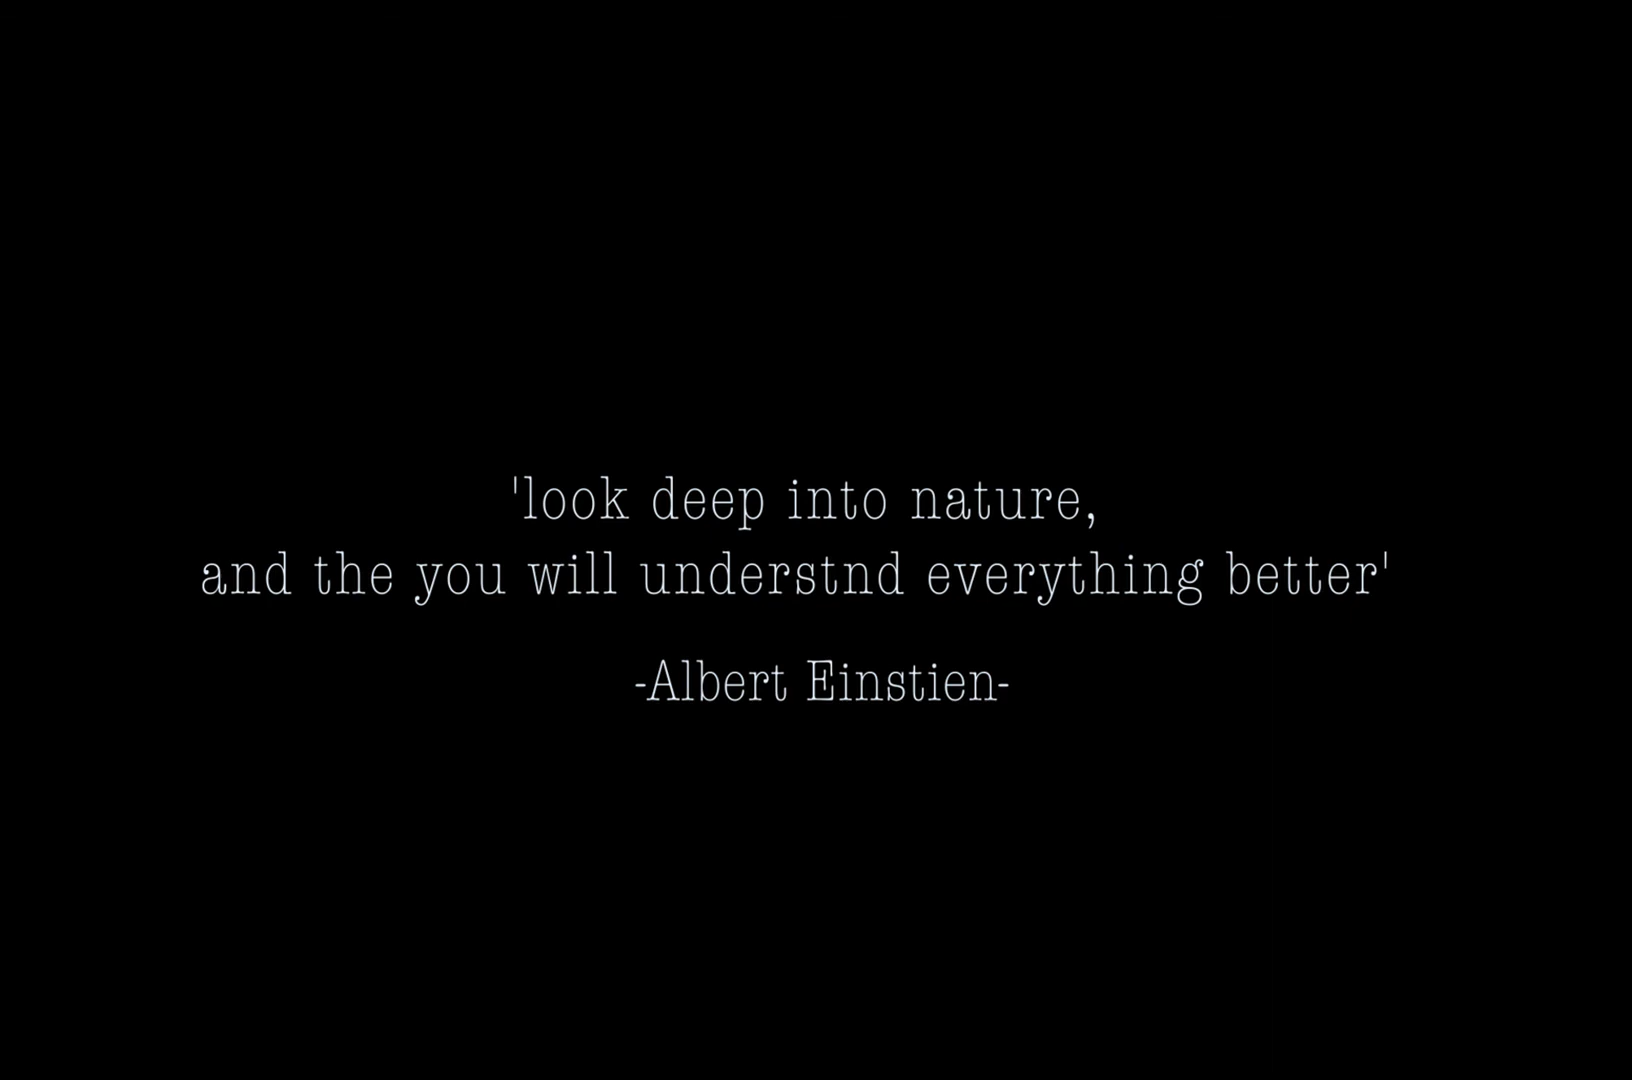 'look deep into nature,
and the you will understnd everything better'
-Albert Einstien-